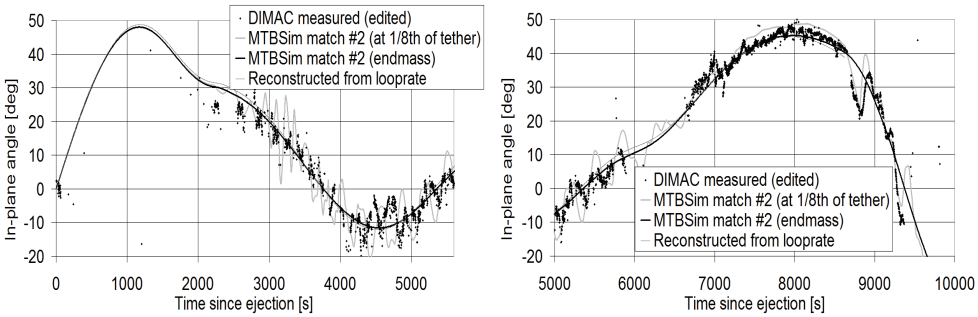 In-plane angle [deg]
50
40
30
20
10
0
-10
-20
DIMAC measured (edited)
MTBSim match #2 (at 1/8th of tether)
MTBSim match #2 (endmass)
Reconstructed from looprate
0
1000
2000
3000
4000
5000
Time since ejection [s]
In-plane angle [deg]
50
40
30
20
10
0
-10
-20
DIMAC measured (edited)
MTBSim match #2 (at 1/8th of tether)
MTBSim match #2 (endmass)
Reconstructed from looprate
5000
6000
7000
8000
9000
10000
Time since ejection [s]